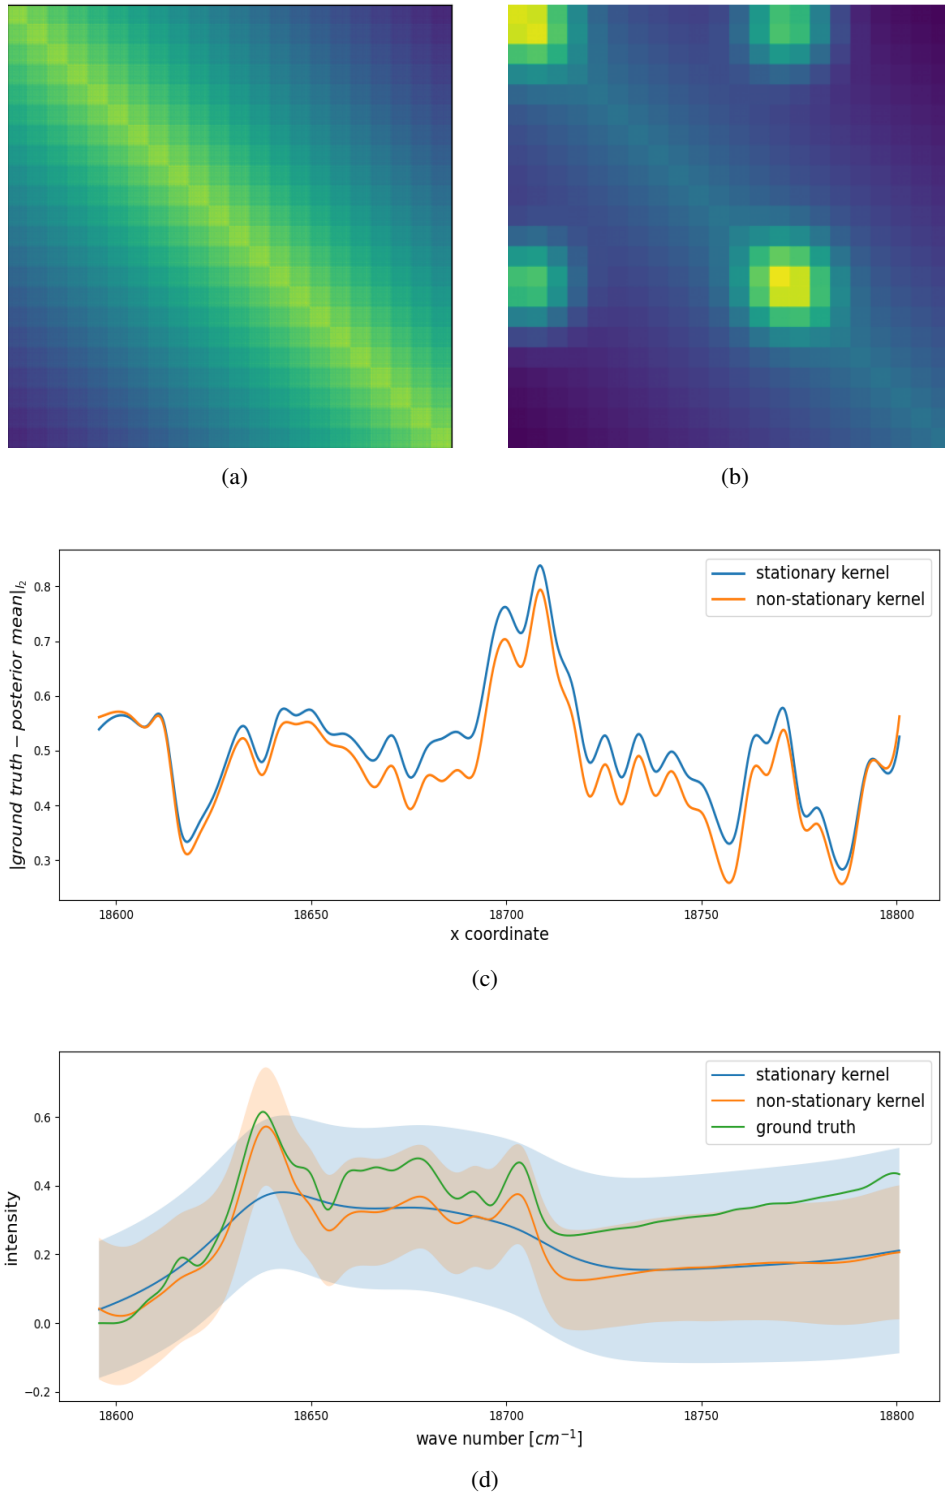 (a)
(b)
0.8
0.7
0.6
0.5
0.4
0.3
|ground truth − posterior mean|l₂
stationary kernel
non-stationary kernel
18600
18650
18700
18750
18800
x coordinate
(c)
0.6
0.4
0.2
0.0
−0.2
intensity
stationary kernel
non-stationary kernel
ground truth
18600
18650
18700
18750
18800
wave number [cm⁻¹]
(d)